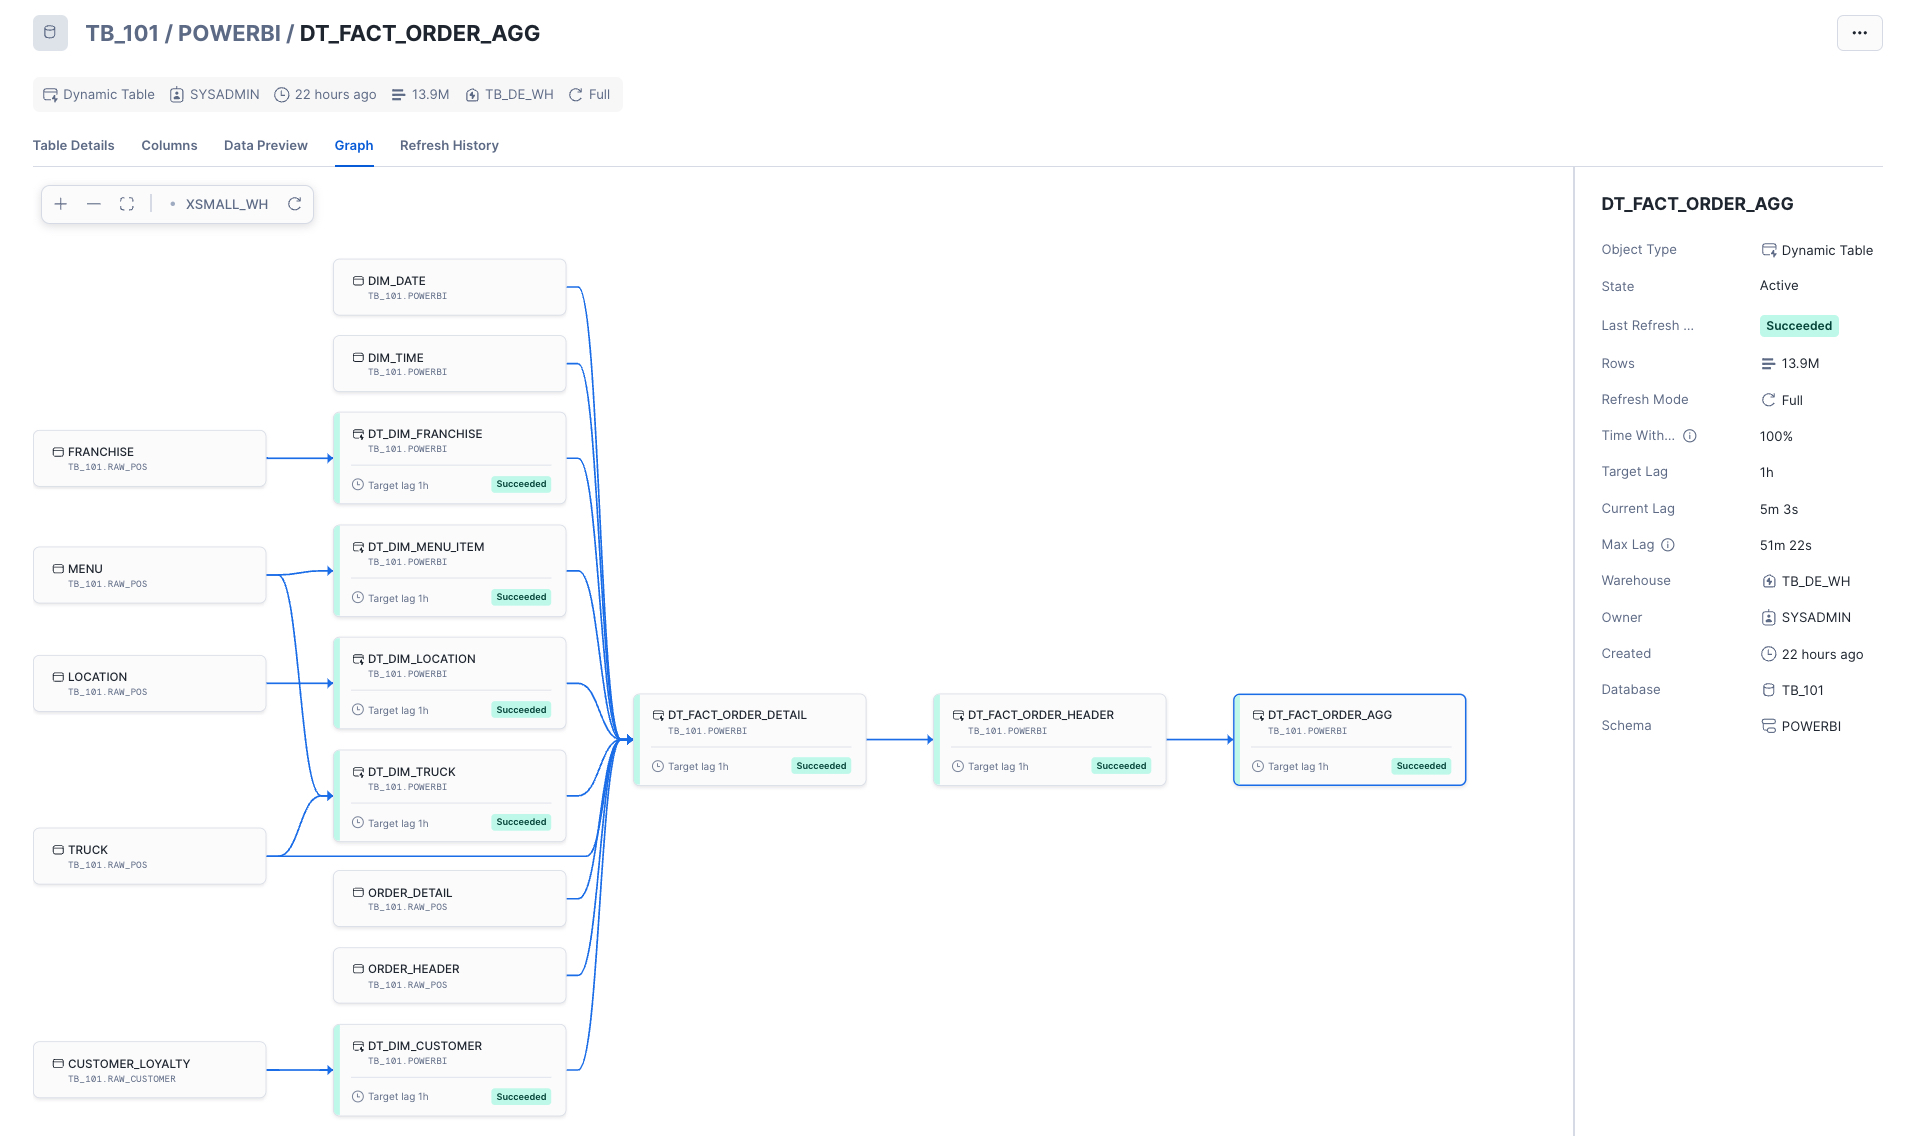 TB_101 / POWERBI / DT_FACT_ORDER_AGG
Dynamic Table SYSADMIN 22 hours ago 13.9M TB_DE_WH Full
Table Details Columns Data Preview Graph Refresh History
XSMALL_WH
DIM_DATE
TB_101.POWERBI
DIM_TIME
TB_101.POWERBI
FRANCHISE
TB_101.RAW_POS
DT_DIM_FRANCHISE
TB_101.POWERBI
Target lag 1h Succeeded
MENU
TB_101.RAW_POS
DT_DIM_MENU_ITEM
TB_101.POWERBI
Target lag 1h Succeeded
LOCATION
TB_101.RAW_POS
DT_DIM_LOCATION
TB_101.POWERBI
Target lag 1h Succeeded
DT_DIM_TRUCK
TB_101.POWERBI
Target lag 1h Succeeded
TRUCK
TB_101.RAW_POS
ORDER_DETAIL
TB_101.RAW_POS
ORDER_HEADER
TB_101.RAW_POS
CUSTOMER_LOYALTY
TB_101.RAW_CUSTOMER
DT_DIM_CUSTOMER
TB_101.POWERBI
Target lag 1h Succeeded
DT_FACT_ORDER_DETAIL
TB_101.POWERBI
Target lag 1h Succeeded
DT_FACT_ORDER_HEADER
TB_101.POWERBI
Target lag 1h Succeeded
DT_FACT_ORDER_AGG
TB_101.POWERBI
Target lag 1h Succeeded
DT_FACT_ORDER_AGG
Object Type Dynamic Table
State Active
Last Refresh ... Succeeded
Rows 13.9M
Refresh Mode Full
Time With... 100%
Target Lag 1h
Current Lag 5m 3s
Max Lag 51m 22s
Warehouse TB_DE_WH
Owner SYSADMIN
Created 22 hours ago
Database TB_101
Schema POWERBI